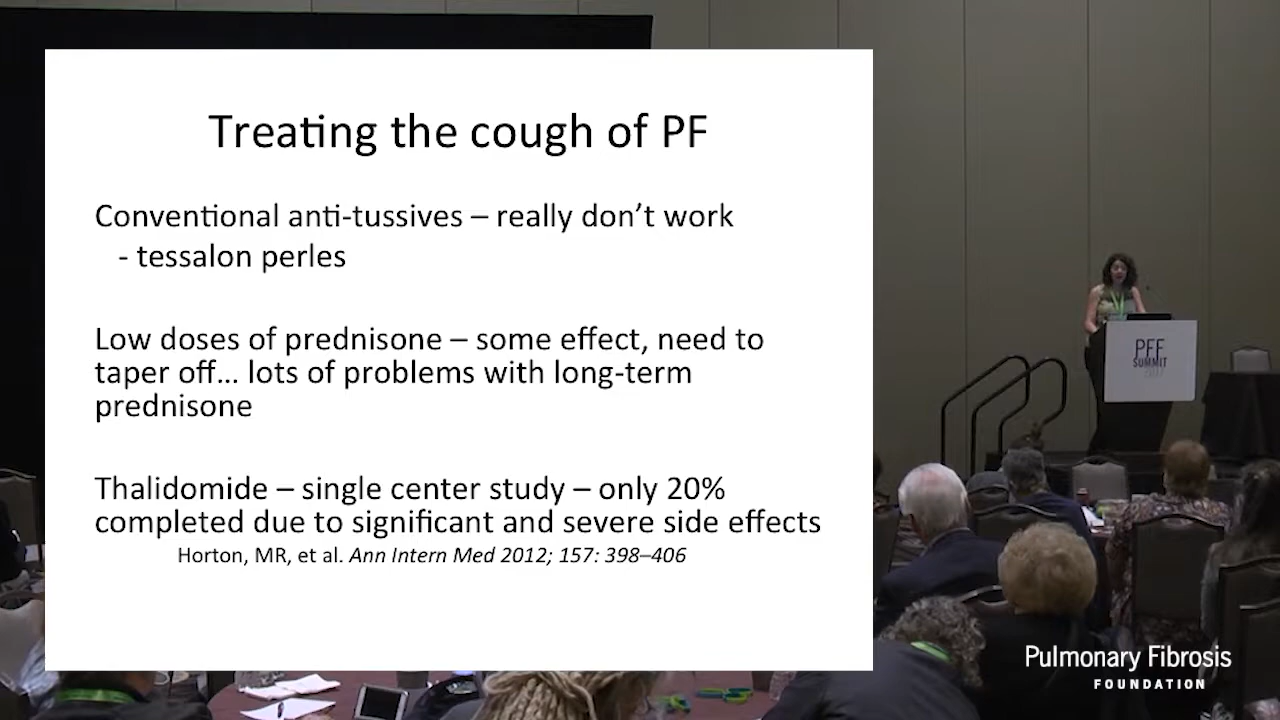 Treating the cough of PF
Conventional anti-tussives – really don’t work
- tessalon perles
Low doses of prednisone – some effect, need to
taper off… lots of problems with long-term
prednisone
Thalidomide – single center study – only 20%
completed due to significant and severe side effects
Horton, MR, et al. Ann Intern Med 2012; 157: 398–406
PFF
SUMMIT
2017
Pulmonary Fibrosis
FOUNDATION